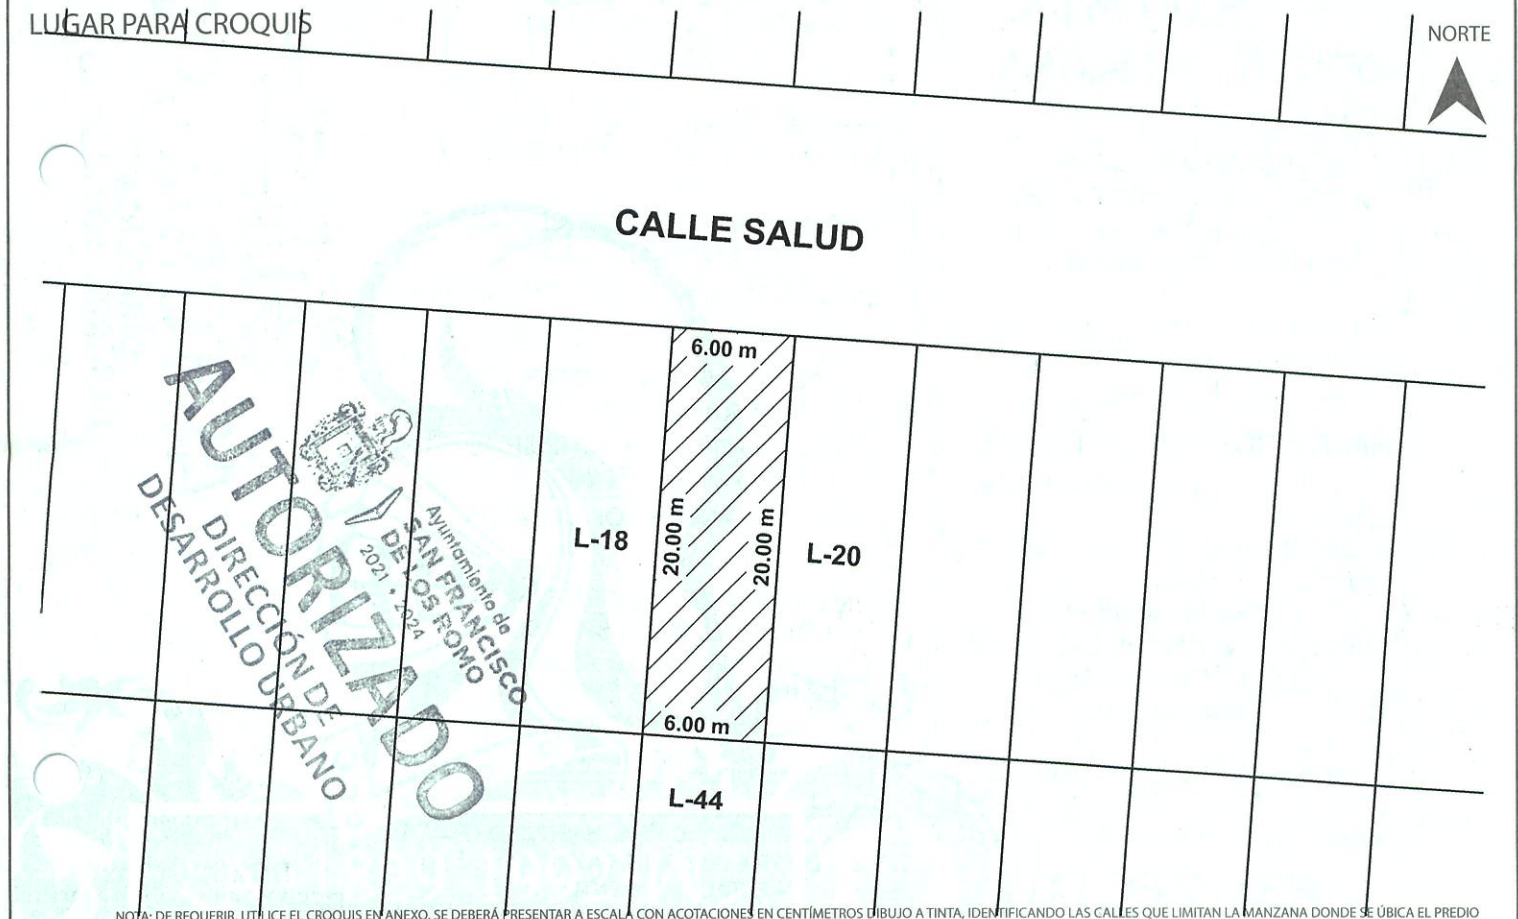 LUGAR PARA CROQUIS
NORTE
CALLE SALUD
6.00 m
20.00 m
20.00 m
L-18
L-20
6.00 m
L-44
AUTORIZADO
DIRECCIÓN DE
DESARROLLO URBANO
Ayuntamiento de
SAN FRANCISCO
DE LOS ROMO
2021 • 2024
NOTA: DE REQUERIR, UTILICE EL CROQUIS EN ANEXO. SE DEBERÁ PRESENTAR A ESCALA CON ACOTACIONES EN CENTÍMETROS DIBUJO A TINTA, IDENTIFICANDO LAS CALLES QUE LIMITAN LA MANZANA DONDE SE ÚBICA EL PREDIO